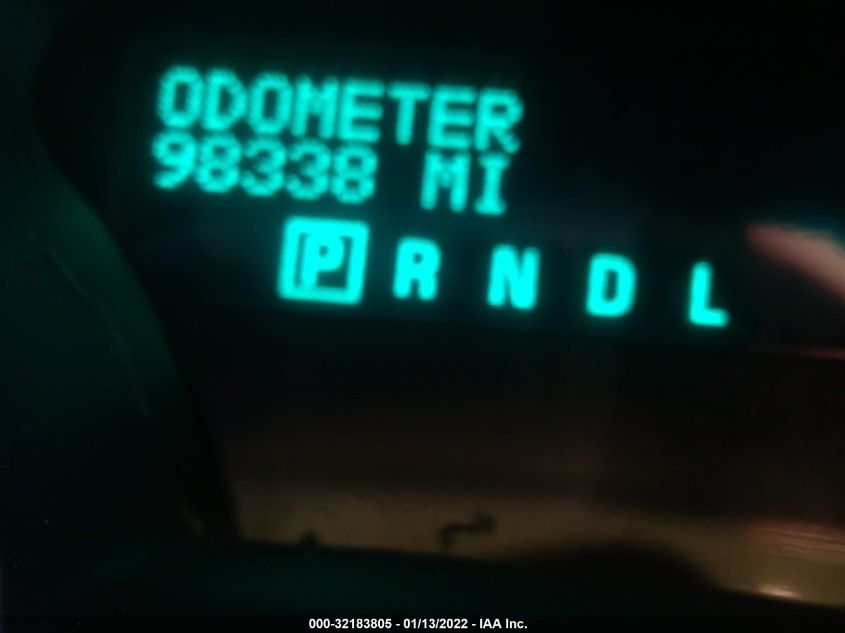 ODOMETER
98338 MI
P R N D L
000-32183805 - 01/13/2022 - IAA Inc.